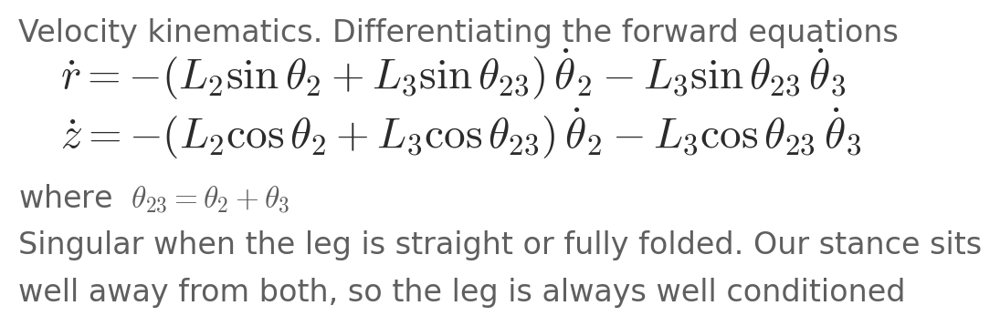 Velocity kinematics. Differentiating the forward equations
ṙ = −(L₂sin θ₂ + L₃sin θ₂₃) θ̇₂ − L₃sin θ₂₃ θ̇₃
ż = −(L₂cos θ₂ + L₃cos θ₂₃) θ̇₂ − L₃cos θ₂₃ θ̇₃
where θ₂₃ = θ₂ + θ₃
Singular when the leg is straight or fully folded. Our stance sits
well away from both, so the leg is always well conditioned